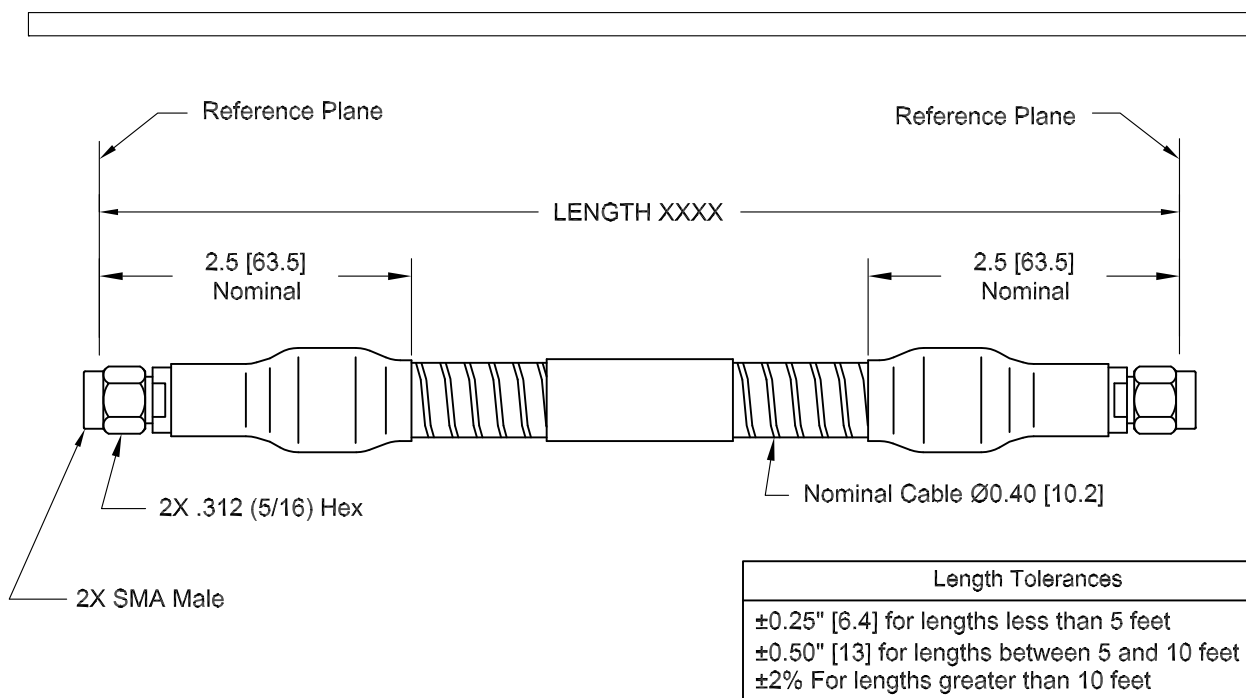 Reference Plane
Reference Plane
LENGTH XXXX
2.5 [63.5]
Nominal
2.5 [63.5]
Nominal
Nominal Cable Ø0.40 [10.2]
2X .312 (5/16) Hex
2X SMA Male
Length Tolerances
±0.25" [6.4] for lengths less than 5 feet
±0.50" [13] for lengths between 5 and 10 feet
±2% For lengths greater than 10 feet